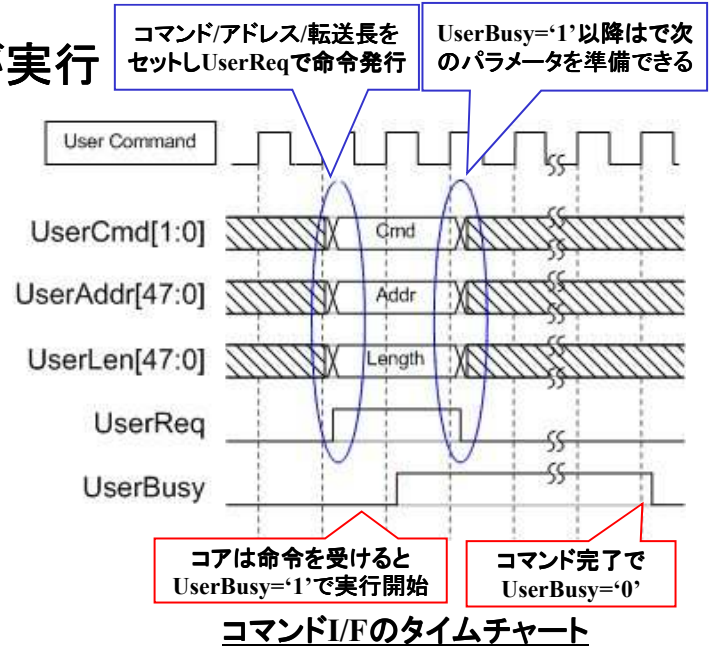 が実行
コマンド/アドレス/転送長を
セットしUserReqで命令発行
UserBusy=‘1’以降はで次
のパラメータを準備できる
User Command
UserCmd[1:0]
Cmd
UserAddr[47:0]
Addr
UserLen[47:0]
Length
UserReq
UserBusy
コアは命令を受けると
UserBusy=‘1’で実行開始
コマンド完了で
UserBusy=‘0’
コマンドI/Fのタイムチャート